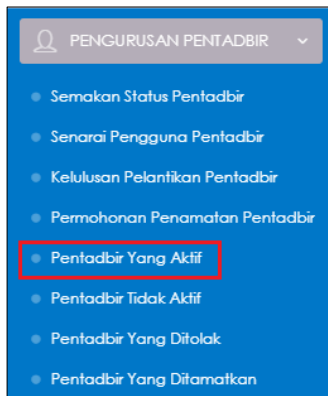 PENGURUSAN PENTADBIR
Semakan Status Pentadbir
Senarai Pengguna Pentadbir
Kelulusan Pelantikan Pentadbir
Permohonan Penamatan Pentadbir
Pentadbir Yang Aktif
Pentadbir Tidak Aktif
Pentadbir Yang Ditolak
Pentadbir Yang Ditamatkan